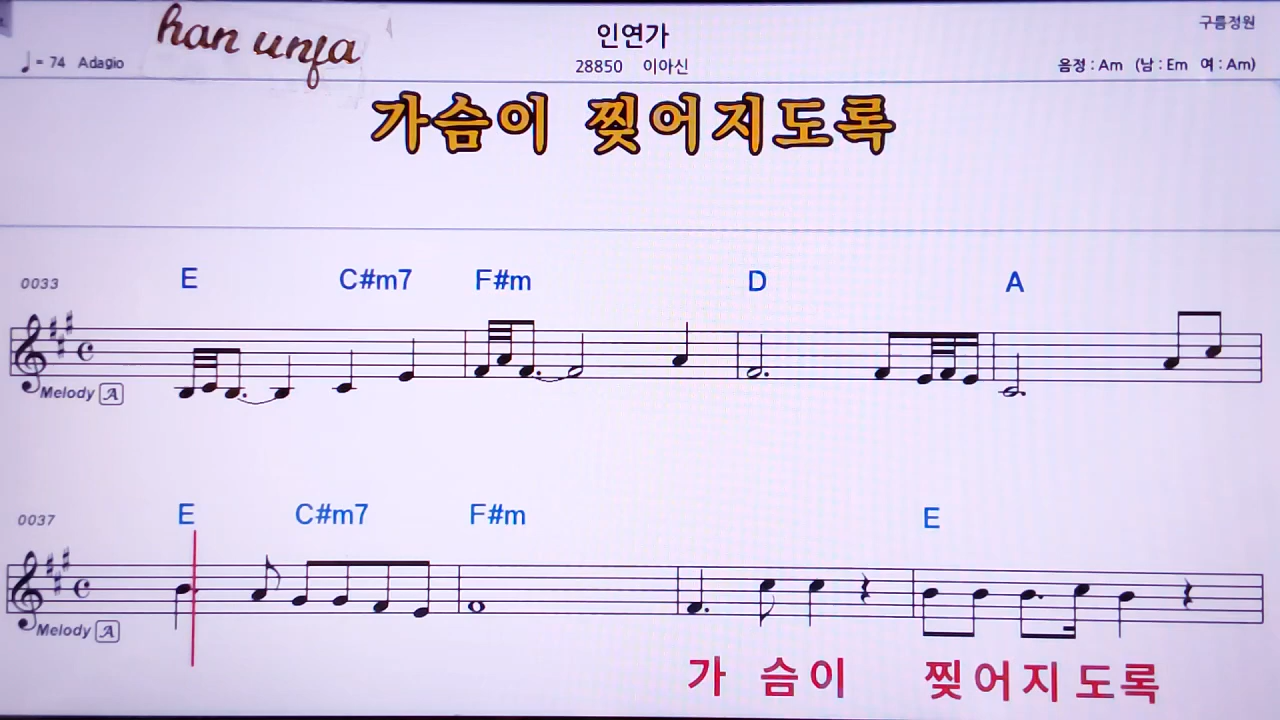 han unja
인연가
구름정원
♩= 74 Adagio
28850 이아신
음정 : Am (남 : Em 여 : Am)
가슴이 찢어지도록
0033
E C#m7 F#m D A
Melody A
0037
E C#m7 F#m E
Melody A
가 슴이 찢어지 도록